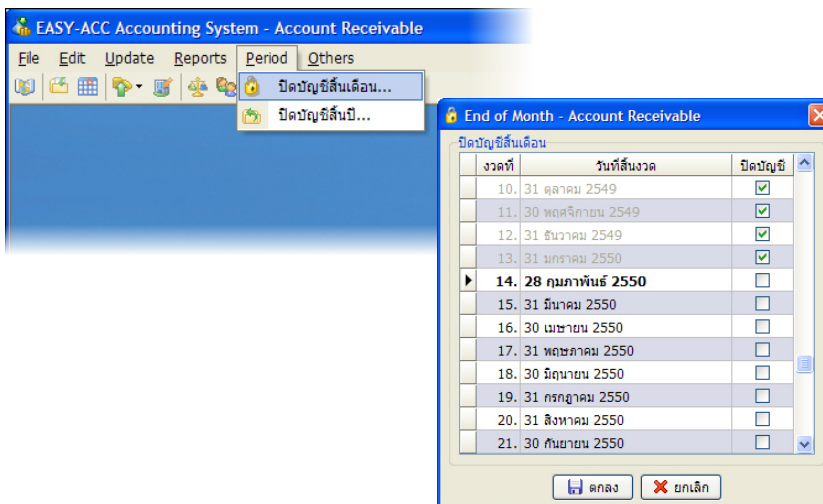 EASY-ACC Accounting System - Account Receivable
File Edit Update Reports Period Others
ปิดบัญชีสิ้นเดือน...
ปิดบัญชีสิ้นปี...
End of Month - Account Receivable
ปิดบัญชีสิ้นเดือน
งวดที่ วันที่สิ้นงวด ปิดบัญชี
10. 31 ตุลาคม 2549
11. 30 พฤศจิกายน 2549
12. 31 ธันวาคม 2549
13. 31 มกราคม 2550
14. 28 กุมภาพันธ์ 2550
15. 31 มีนาคม 2550
16. 30 เมษายน 2550
17. 31 พฤษภาคม 2550
18. 30 มิถุนายน 2550
19. 31 กรกฎาคม 2550
20. 31 สิงหาคม 2550
21. 30 กันยายน 2550
ตกลง ยกเลิก